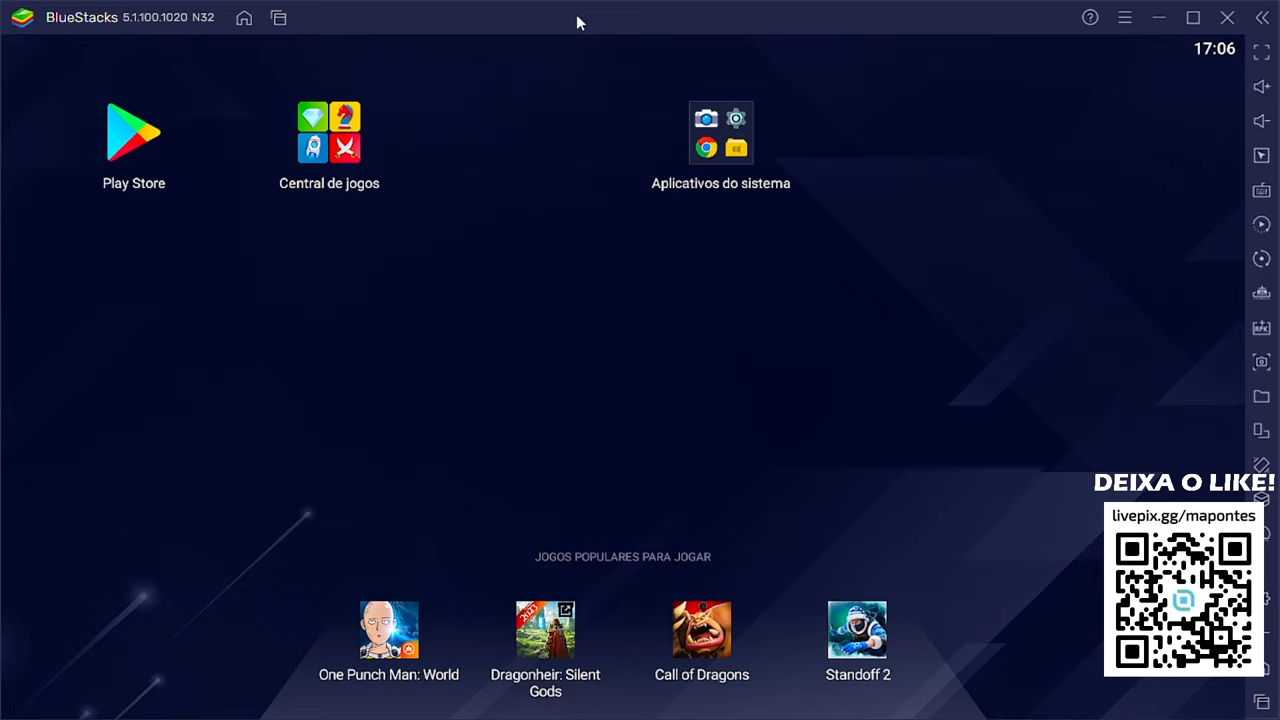 BlueStacks 5.1.100.1020 N32
17:06
Play Store
Central de jogos
Aplicativos do sistema
DEIXA O LIKE!
livepix.gg/mapontes
JOGOS POPULARES PARA JOGAR
2023
One Punch Man: World
Dragonheir: Silent
Gods
Call of Dragons
Standoff 2